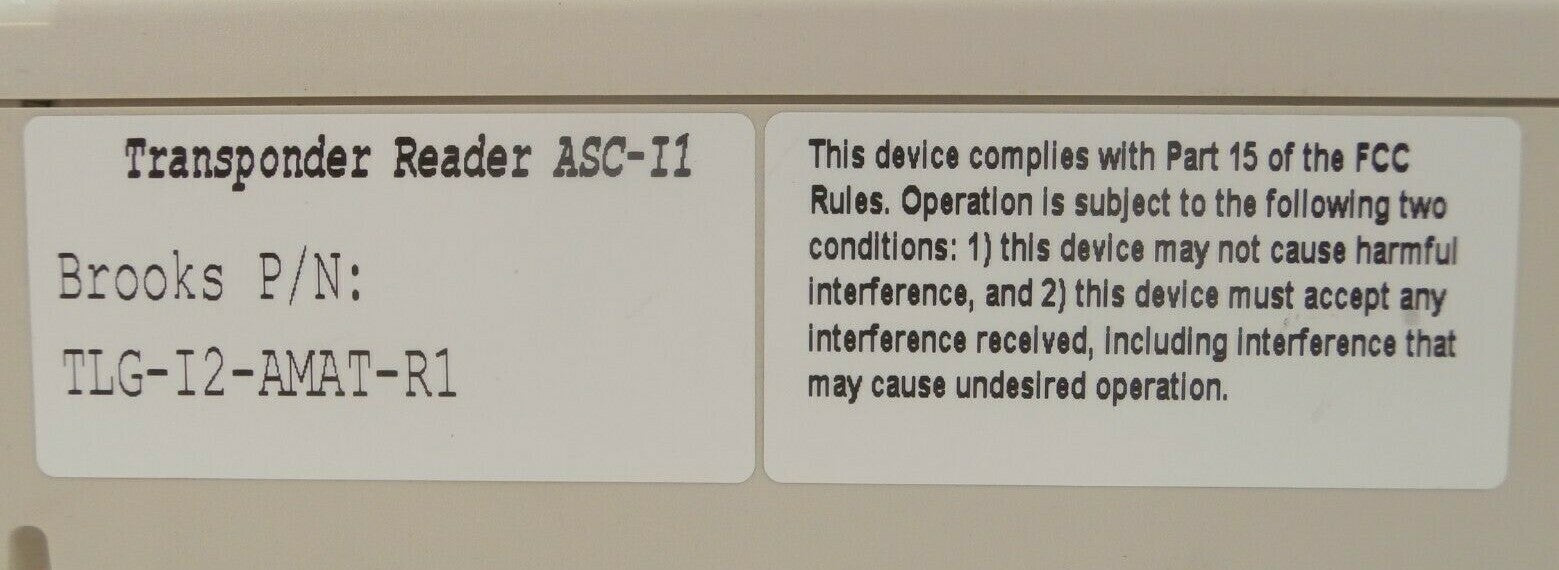 Transponder Reader ASC-I1
Brooks P/N:
TLG-I2-AMAT-R1
This device complies with Part 15 of the FCC
Rules. Operation is subject to the following two
conditions: 1) this device may not cause harmful
interference, and 2) this device must accept any
interference received, including interference that
may cause undesired operation.